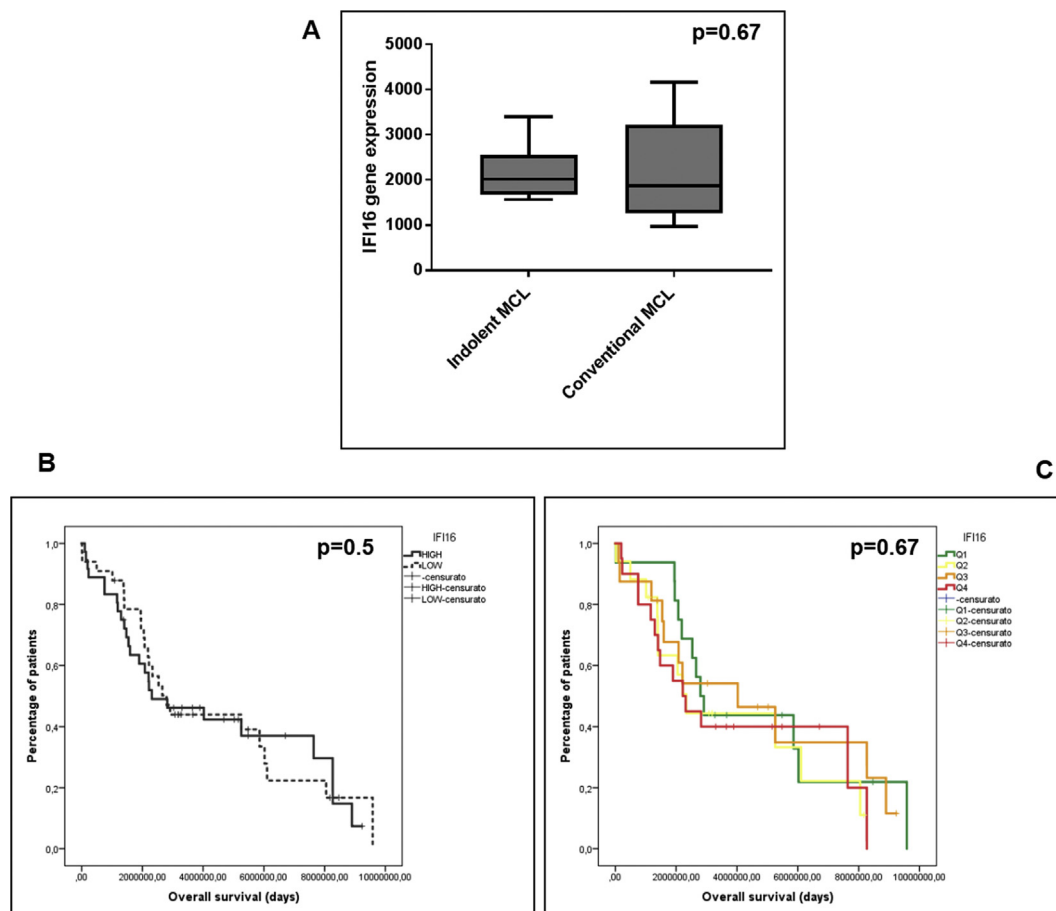 A
p=0.67
5000
4000
3000
2000
1000
0
IFI16 gene expression
Indolent MCL
Conventional MCL
B
p=0.5
IFI16
HIGH
LOW
-censurato
HIGH-censurato
LOW-censurato
1,0
0,8
0,6
0,4
0,2
0,0
Percentage of patients
,00 2000000,00 4000000,00 6000000,00 8000000,00 10000000,00
Overall survival (days)
C
p=0.67
IFI16
Q1
Q2
Q3
Q4
-censurato
Q1-censurato
Q2-censurato
Q3-censurato
Q4-censurato
1,0
0,8
0,6
0,4
0,2
0,0
Percentage of patients
,00 2000000,00 4000000,00 6000000,00 8000000,00 10000000,00
Overall survival (days)